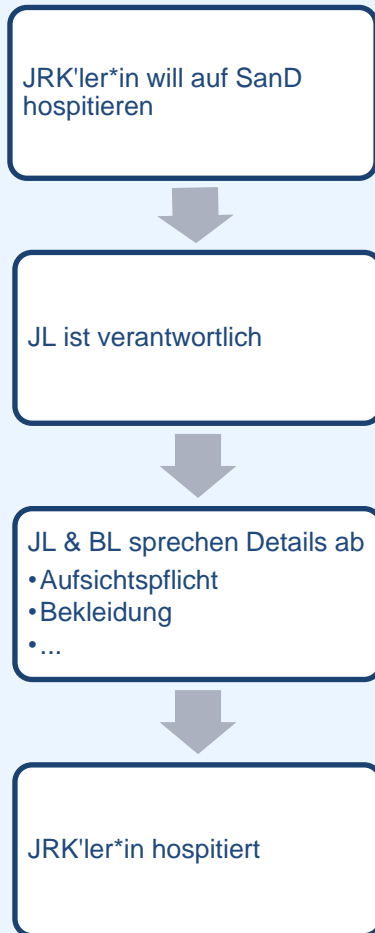 JRK'ler*in will auf SanD
hospitieren
JL ist verantwortlich
JL & BL sprechen Details ab
•Aufsichtspflicht
•Bekleidung
•...
JRK'ler*in hospitiert